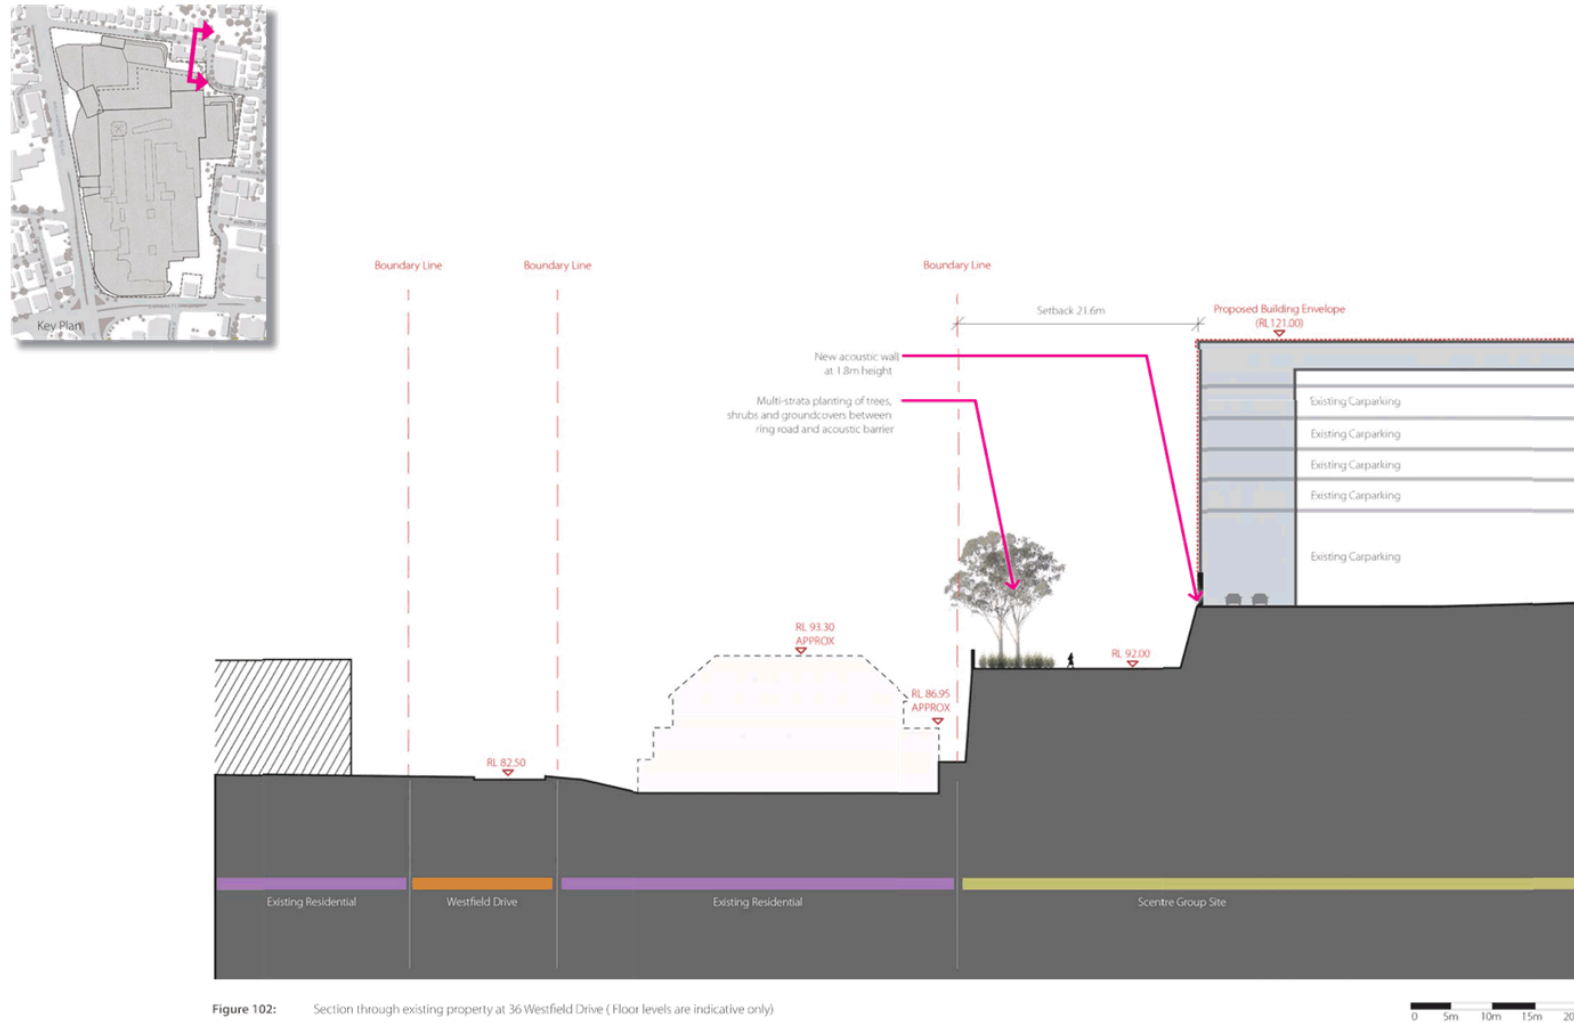 Key Plan
Boundary Line
Boundary Line
Boundary Line
Setback 21.6m
Proposed Building Envelope
(RL 121.00)
New acoustic wall
at 1.8m height
Multi-strata planting of trees,
shrubs and groundcovers between
ring road and acoustic barrier
Existing Carparking
Existing Carparking
Existing Carparking
Existing Carparking
Existing Carparking
RL 93.30
APPROX
RL 92.00
RL 86.95
APPROX
RL 82.50
Existing Residential
Westfield Drive
Existing Residential
Scentre Group Site
Figure 102: Section through existing property at 36 Westfield Drive ( Floor levels are indicative only)
0 5m 10m 15m 20